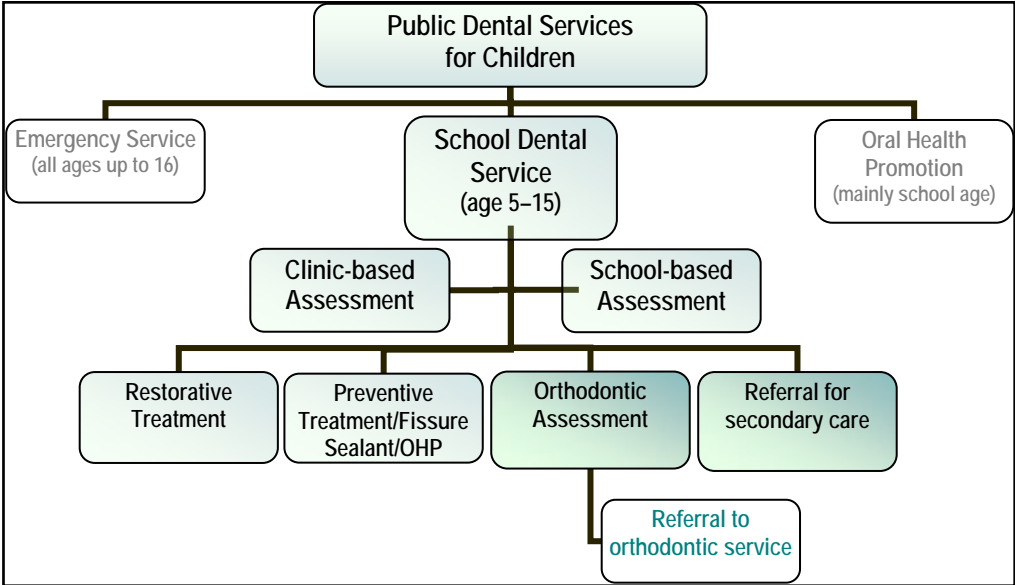 Public Dental Services
for Children
Emergency Service
(all ages up to 16)
School Dental
Service
(age 5–15)
Oral Health
Promotion
(mainly school age)
Clinic-based
Assessment
School-based
Assessment
Restorative
Treatment
Preventive
Treatment/Fissure
Sealant/OHP
Orthodontic
Assessment
Referral for
secondary care
Referral to
orthodontic service